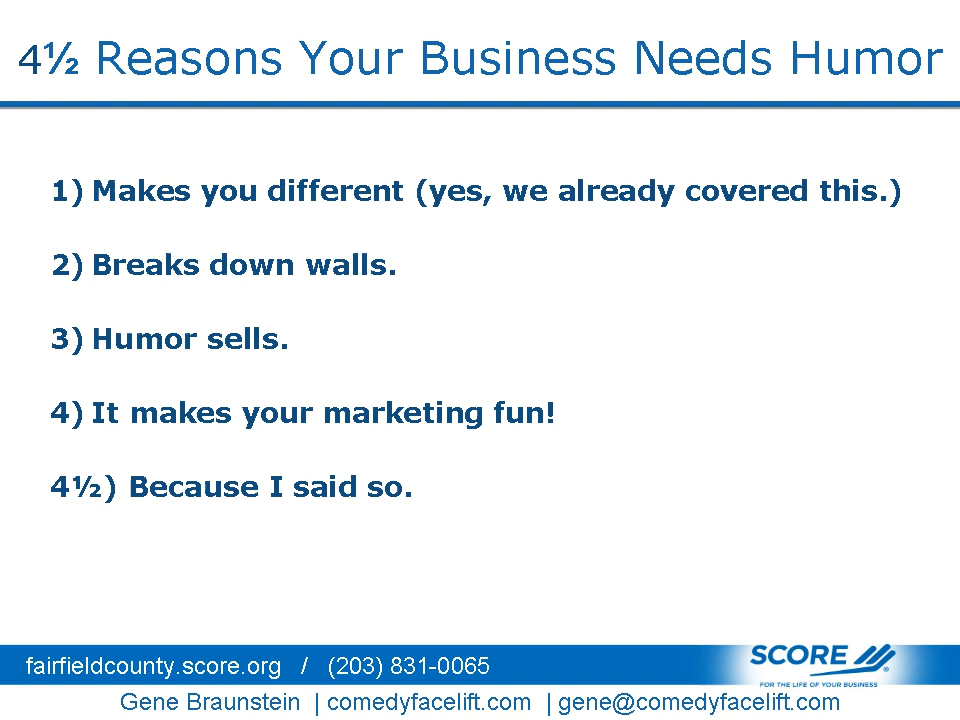 4½ Reasons Your Business Needs Humor
1) Makes you different (yes, we already covered this.)
2) Breaks down walls.
3) Humor sells.
4) It makes your marketing fun!
4½) Because I said so.
fairfieldcounty.score.org / (203) 831-0065
SCORE ®
FOR THE LIFE OF YOUR BUSINESS
Gene Braunstein | comedyfacelift.com | gene@comedyfacelift.com